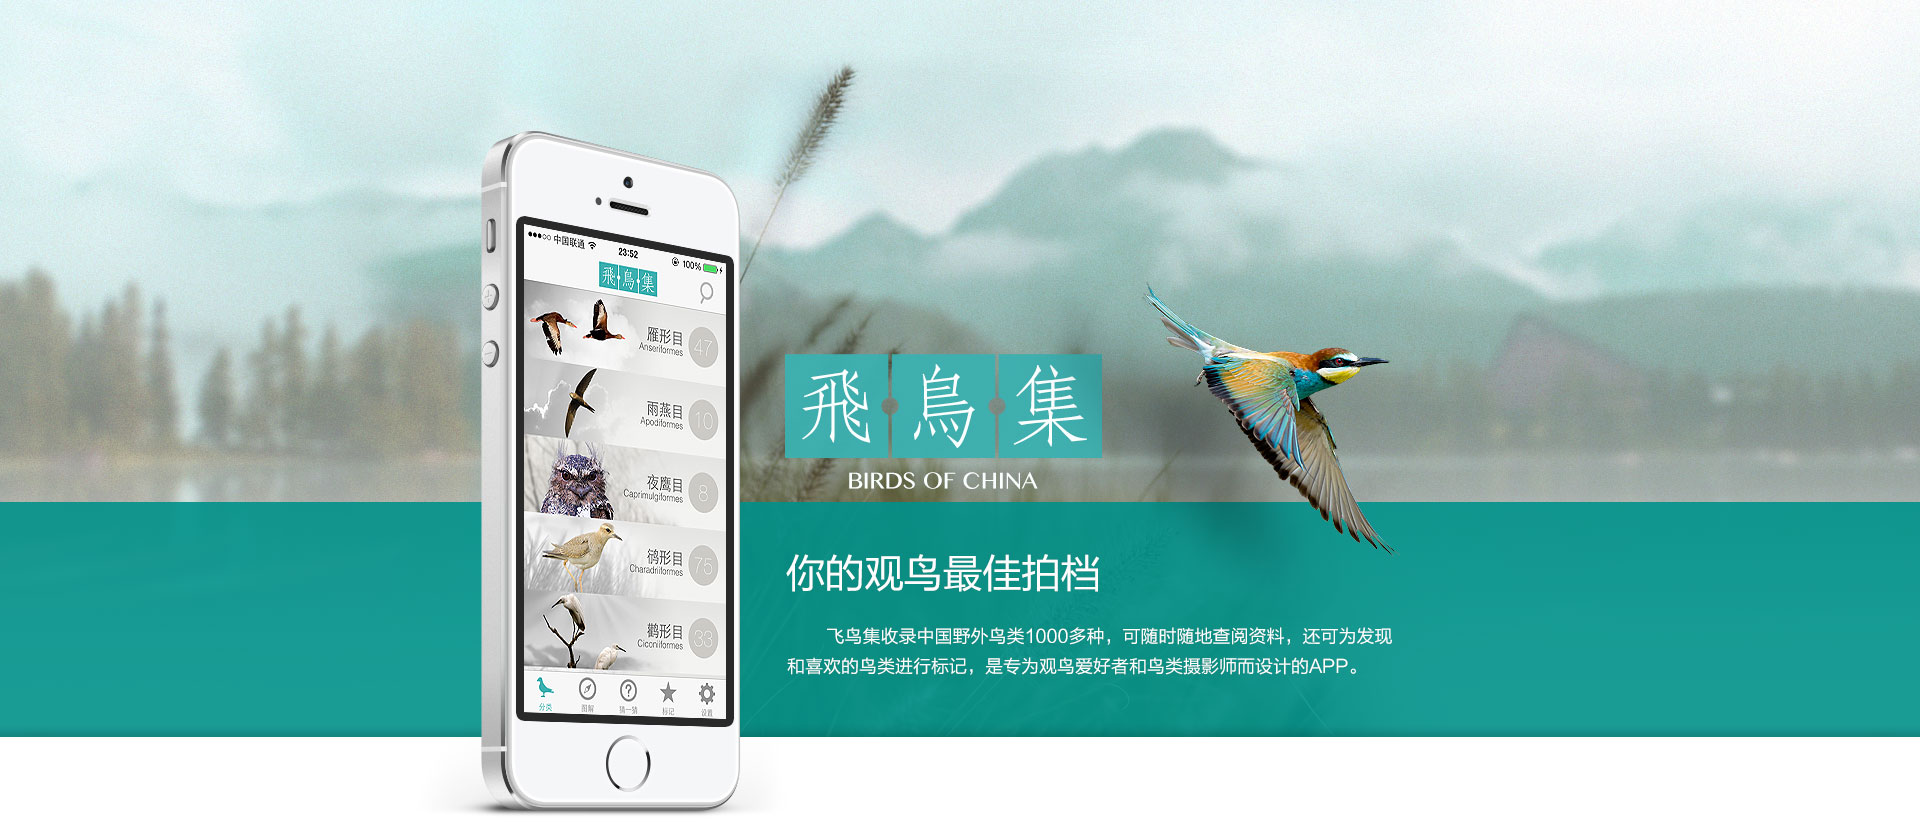 中国联通
23:52
100%
飛鳥集
雁形目
Anseriformes
47
雨燕目
Apodiformes
10
夜鹰目
Caprimulgiformes
8
鸻形目
Charadriiformes
75
鹳形目
Ciconiiformes
33
分类 图解 猜一猜 标记 设置
飛鳥集
BIRDS OF CHINA
你的观鸟最佳拍档
飞鸟集收录中国野外鸟类1000多种，可随时随地查阅资料，还可为发现
和喜欢的鸟类进行标记，是专为观鸟爱好者和鸟类摄影师而设计的APP。